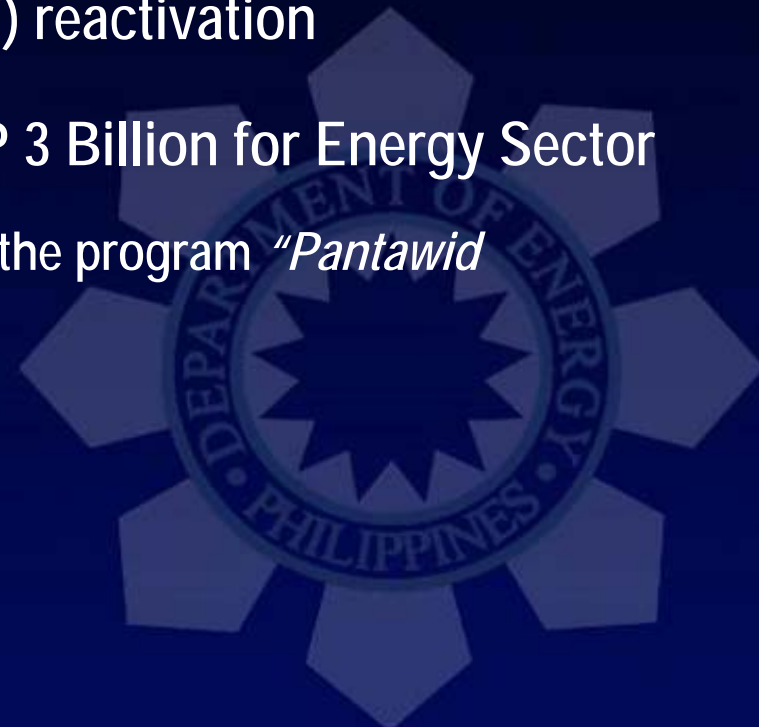 ) reactivation
P 3 Billion for Energy Sector
the program “Pantawid
DEPARTMENT OF ENERGY
• PHILIPPINES •